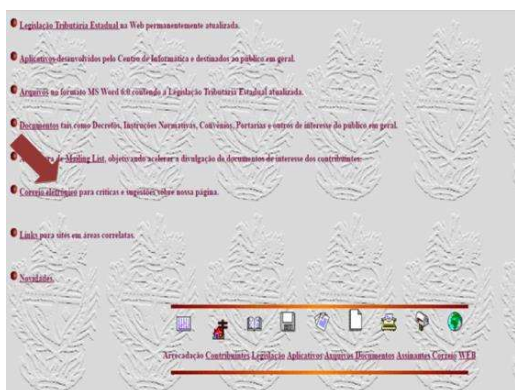 Legislação Tributária Estadual na Web permanentemente atualizada.
Aplicativos desenvolvidos pelo Centro de Informática e destinados ao público em geral.
Arquivos no formato MS Word 6.0 contendo a Legislação Tributária Estadual atualizada.
Documentos tais como Decretos, Instruções Normativas, Convênios, Portarias e outros de interesse do público em geral.
de Mailing List, objetivando acelerar a divulgação de documentos de interesse dos contribuintes.
Correio eletrônico para críticas e sugestões sobre nossa página.
Links para sites em áreas correlatas.
Novidades.
Arrecadação Contribuintes Legislação Aplicativos Arquivos Documentos Assinantes Correio WEB